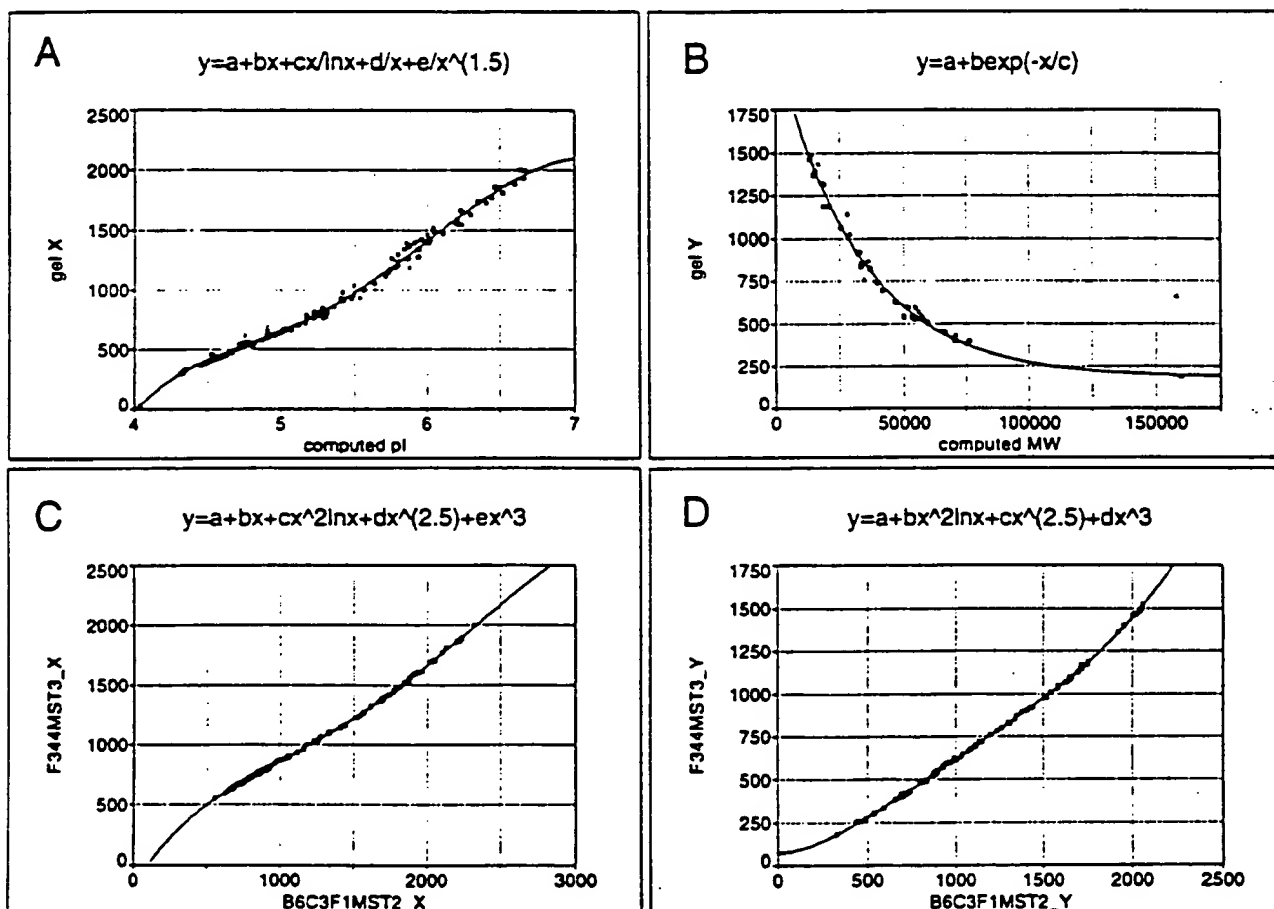 A
y=a+bx+cx/lnx+d/x+e/x^(1.5)
2500
2000
1500
1000
500
0
gel X
4
5
6
7
computed pI
B
y=a+bexp(-x/c)
1750
1500
1250
1000
750
500
250
0
gel Y
50000
100000
150000
computed MW
C
y=a+bx+cx^2lnx+dx^(2.5)+ex^3
2500
2000
1500
1000
500
0
F344MST3_X
0
1000
2000
3000
B6C3F1MST2_X
D
y=a+bx^2lnx+cx^(2.5)+dx^3
1750
1500
1250
1000
750
500
250
0
F344MST3_Y
0
500
1000
1500
2000
2500
B6C3F1MST2_Y